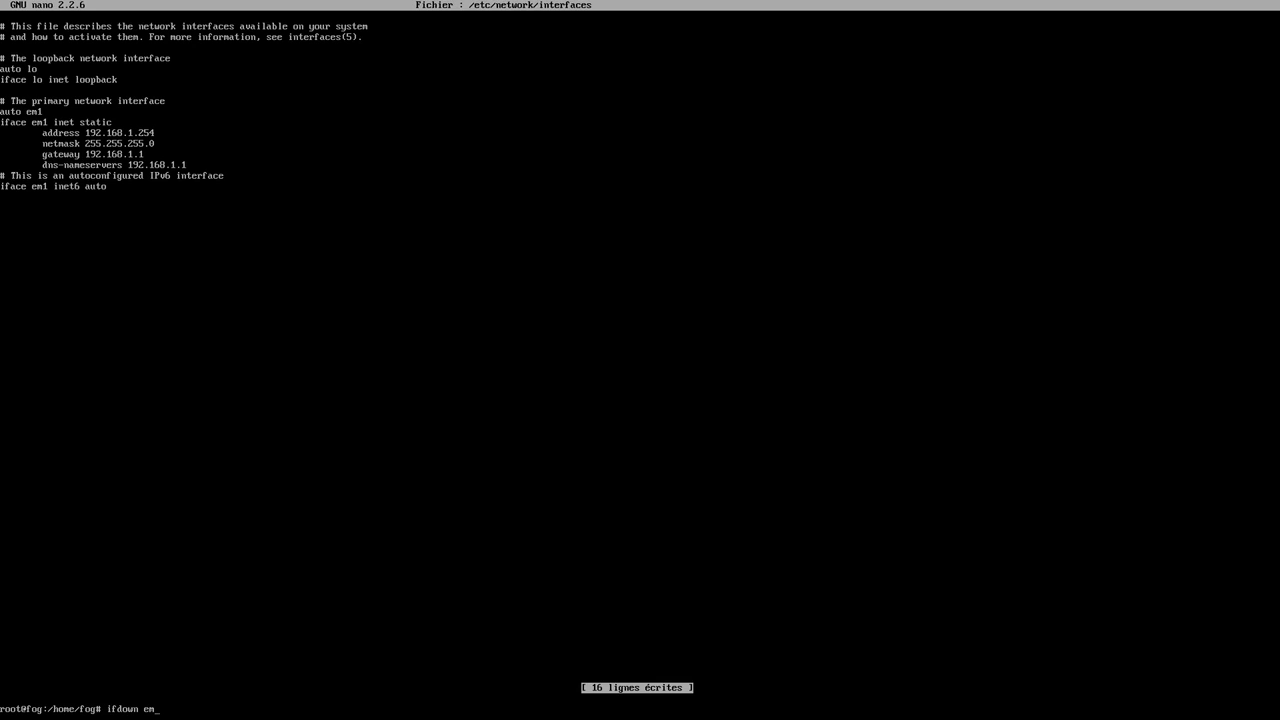 GNU nano 2.2.6 Fichier : /etc/network/interfaces
# This file describes the network interfaces available on your system
# and how to activate them. For more information, see interfaces(5).
# The loopback network interface
auto lo
iface lo inet loopback
# The primary network interface
auto em1
iface em1 inet static
address 192.168.1.254
netmask 255.255.255.0
gateway 192.168.1.1
dns-nameservers 192.168.1.1
# This is an autoconfigured IPv6 interface
iface em1 inet6 auto
[ 16 lignes écrites ]
root@fog:/home/fog# ifdown em_